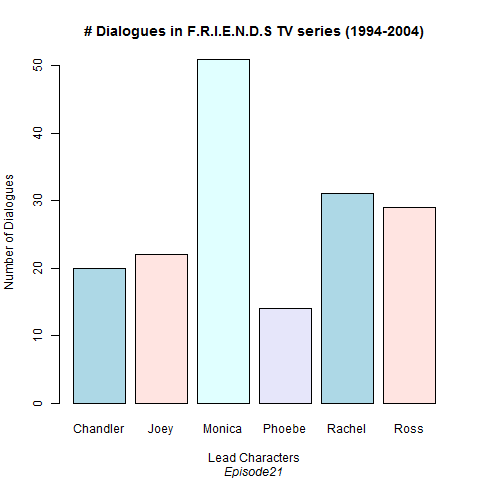 # Dialogues in F.R.I.E.N.D.S TV series (1994-2004)
Number of Dialogues
50
40
30
20
10
0
Chandler Joey Monica Phoebe Rachel Ross
Lead Characters
Episode21